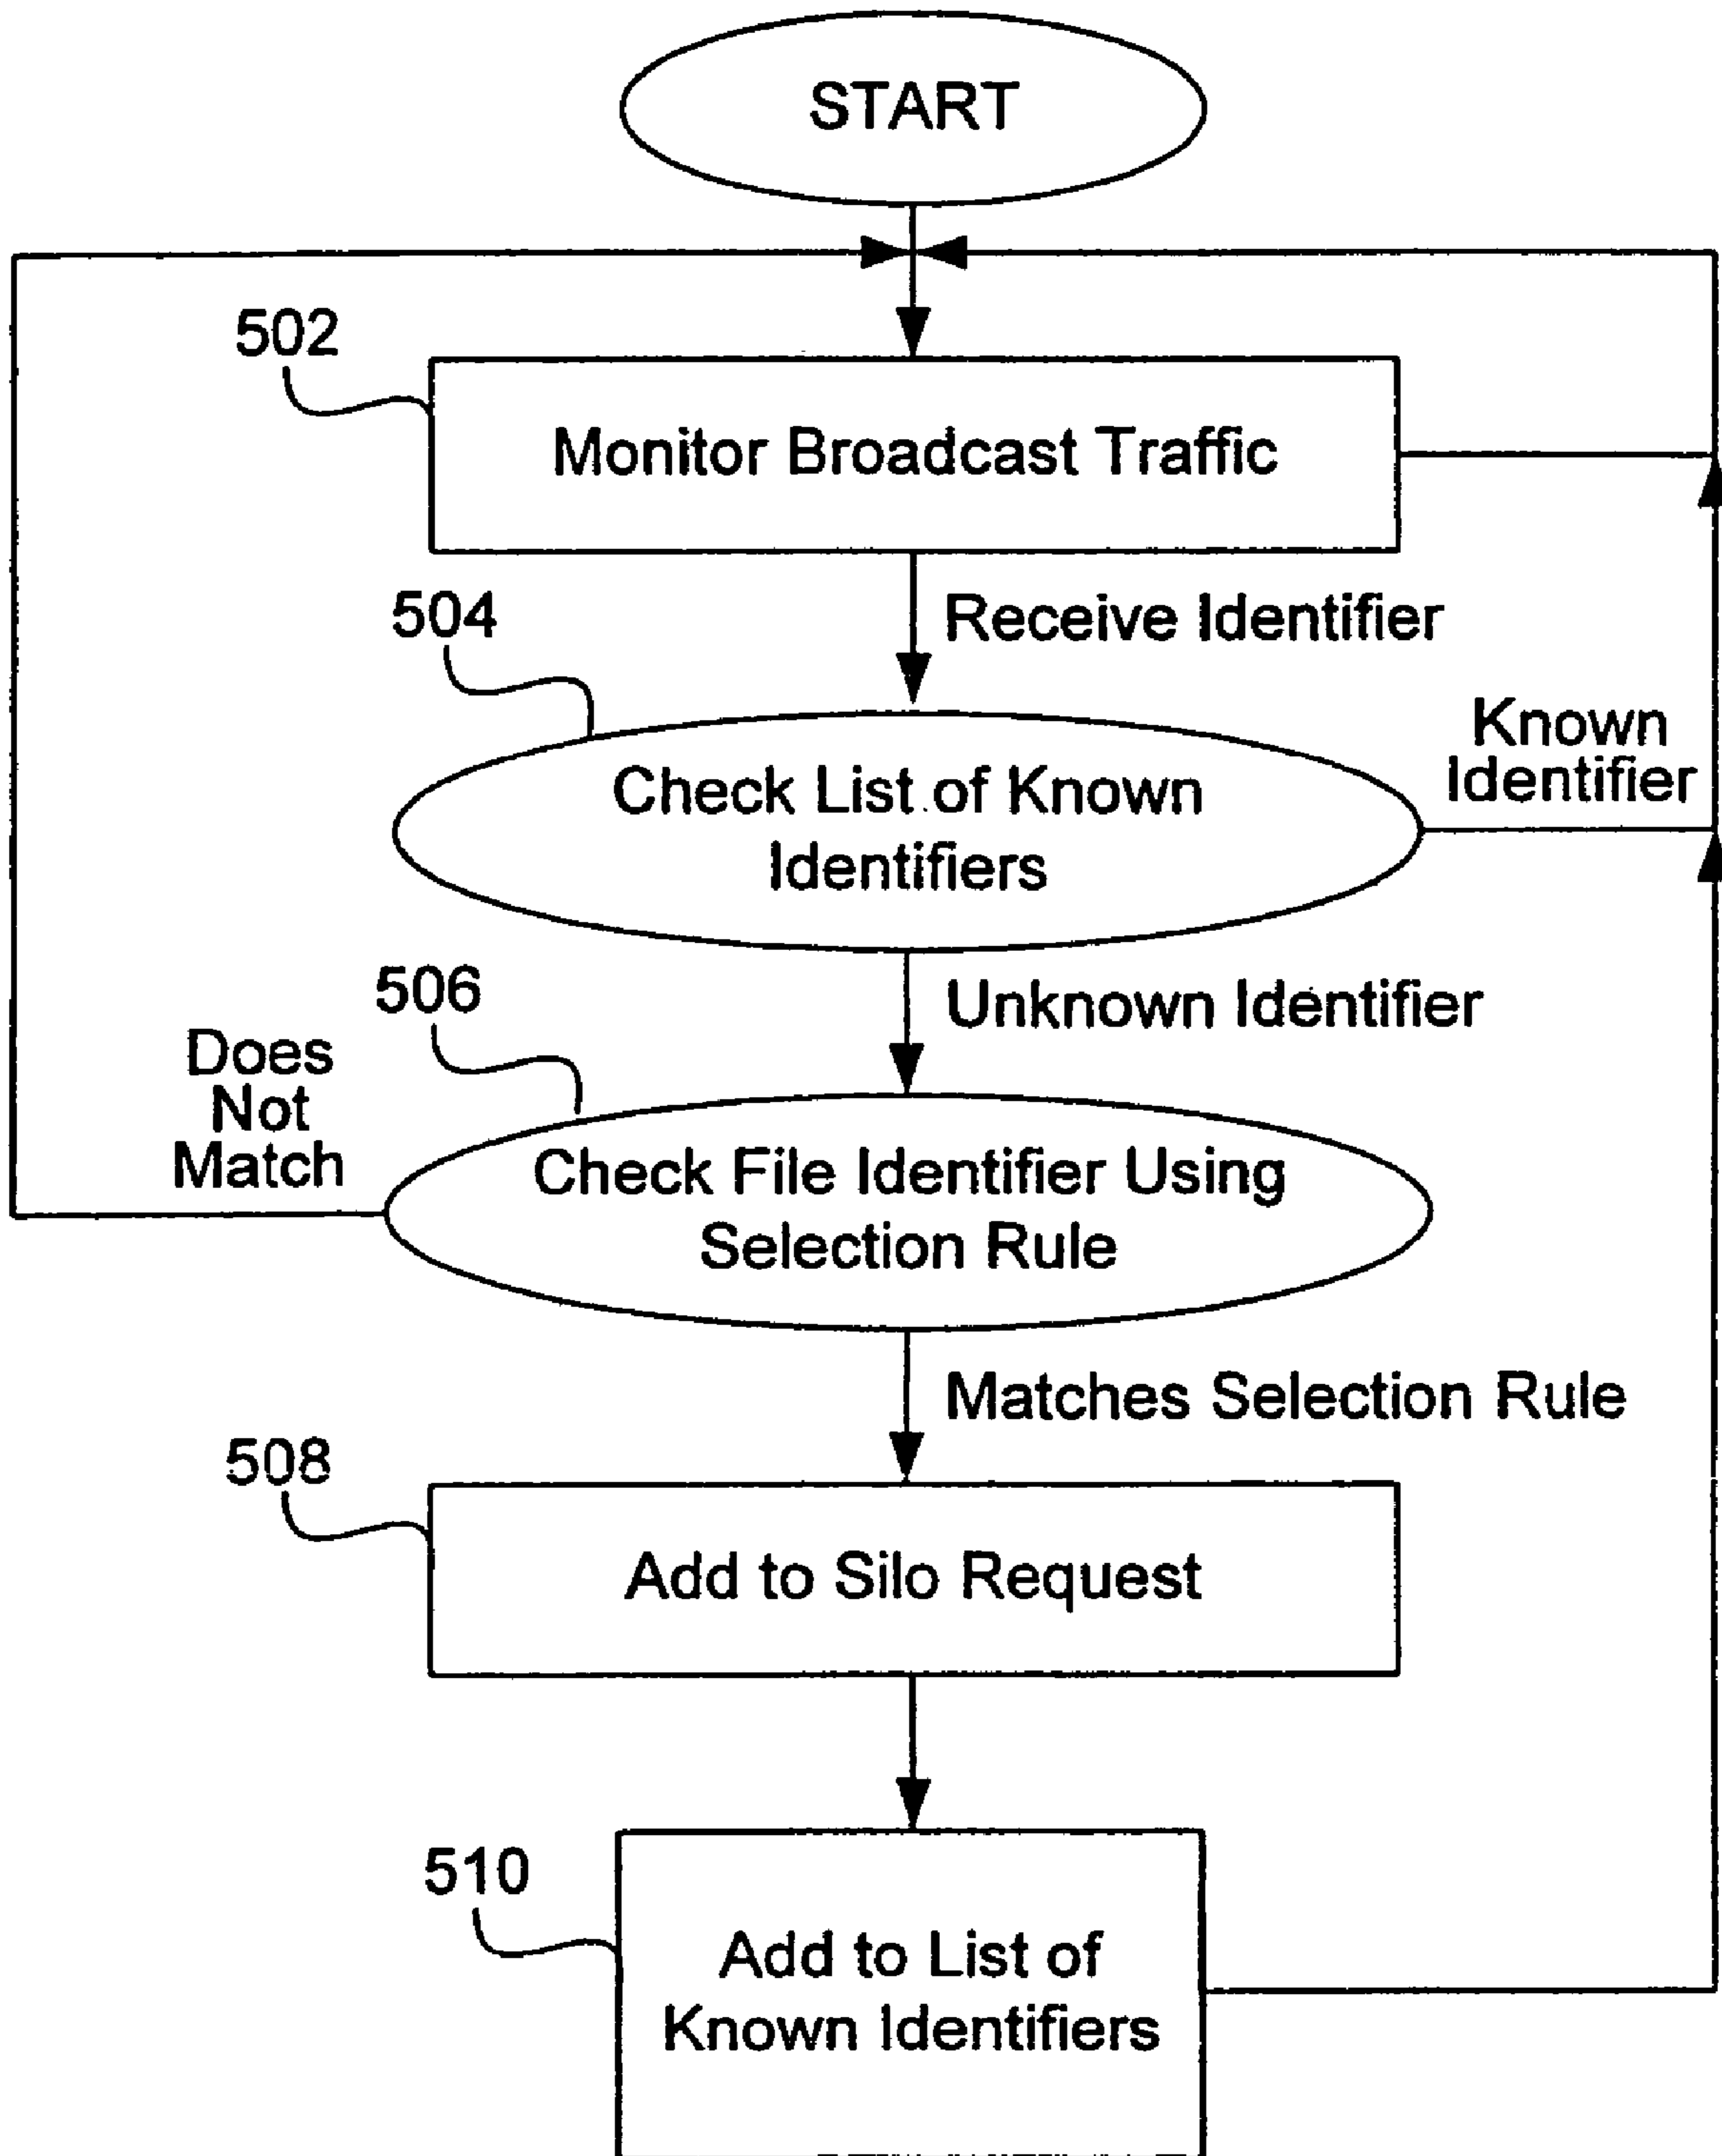 START
502
Monitor Broadcast Traffic
504
Receive Identifier
Known
Identifier
Check List of Known
Identifiers
506
Unknown Identifier
Does
Not
Match
Check File Identifier Using
Selection Rule
Matches Selection Rule
508
Add to Silo Request
510
Add to List of
Known Identifiers